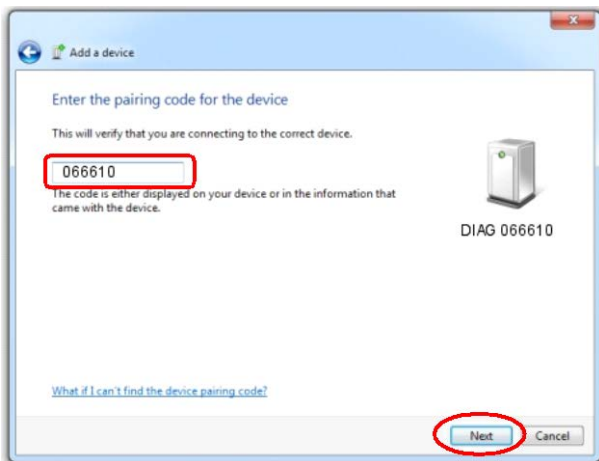 Add a device
Enter the pairing code for the device
This will verify that you are connecting to the correct device.
066610
The code is either displayed on your device or in the information that
came with the device.
DIAG 066610
What if I can't find the device pairing code?
Next
Cancel